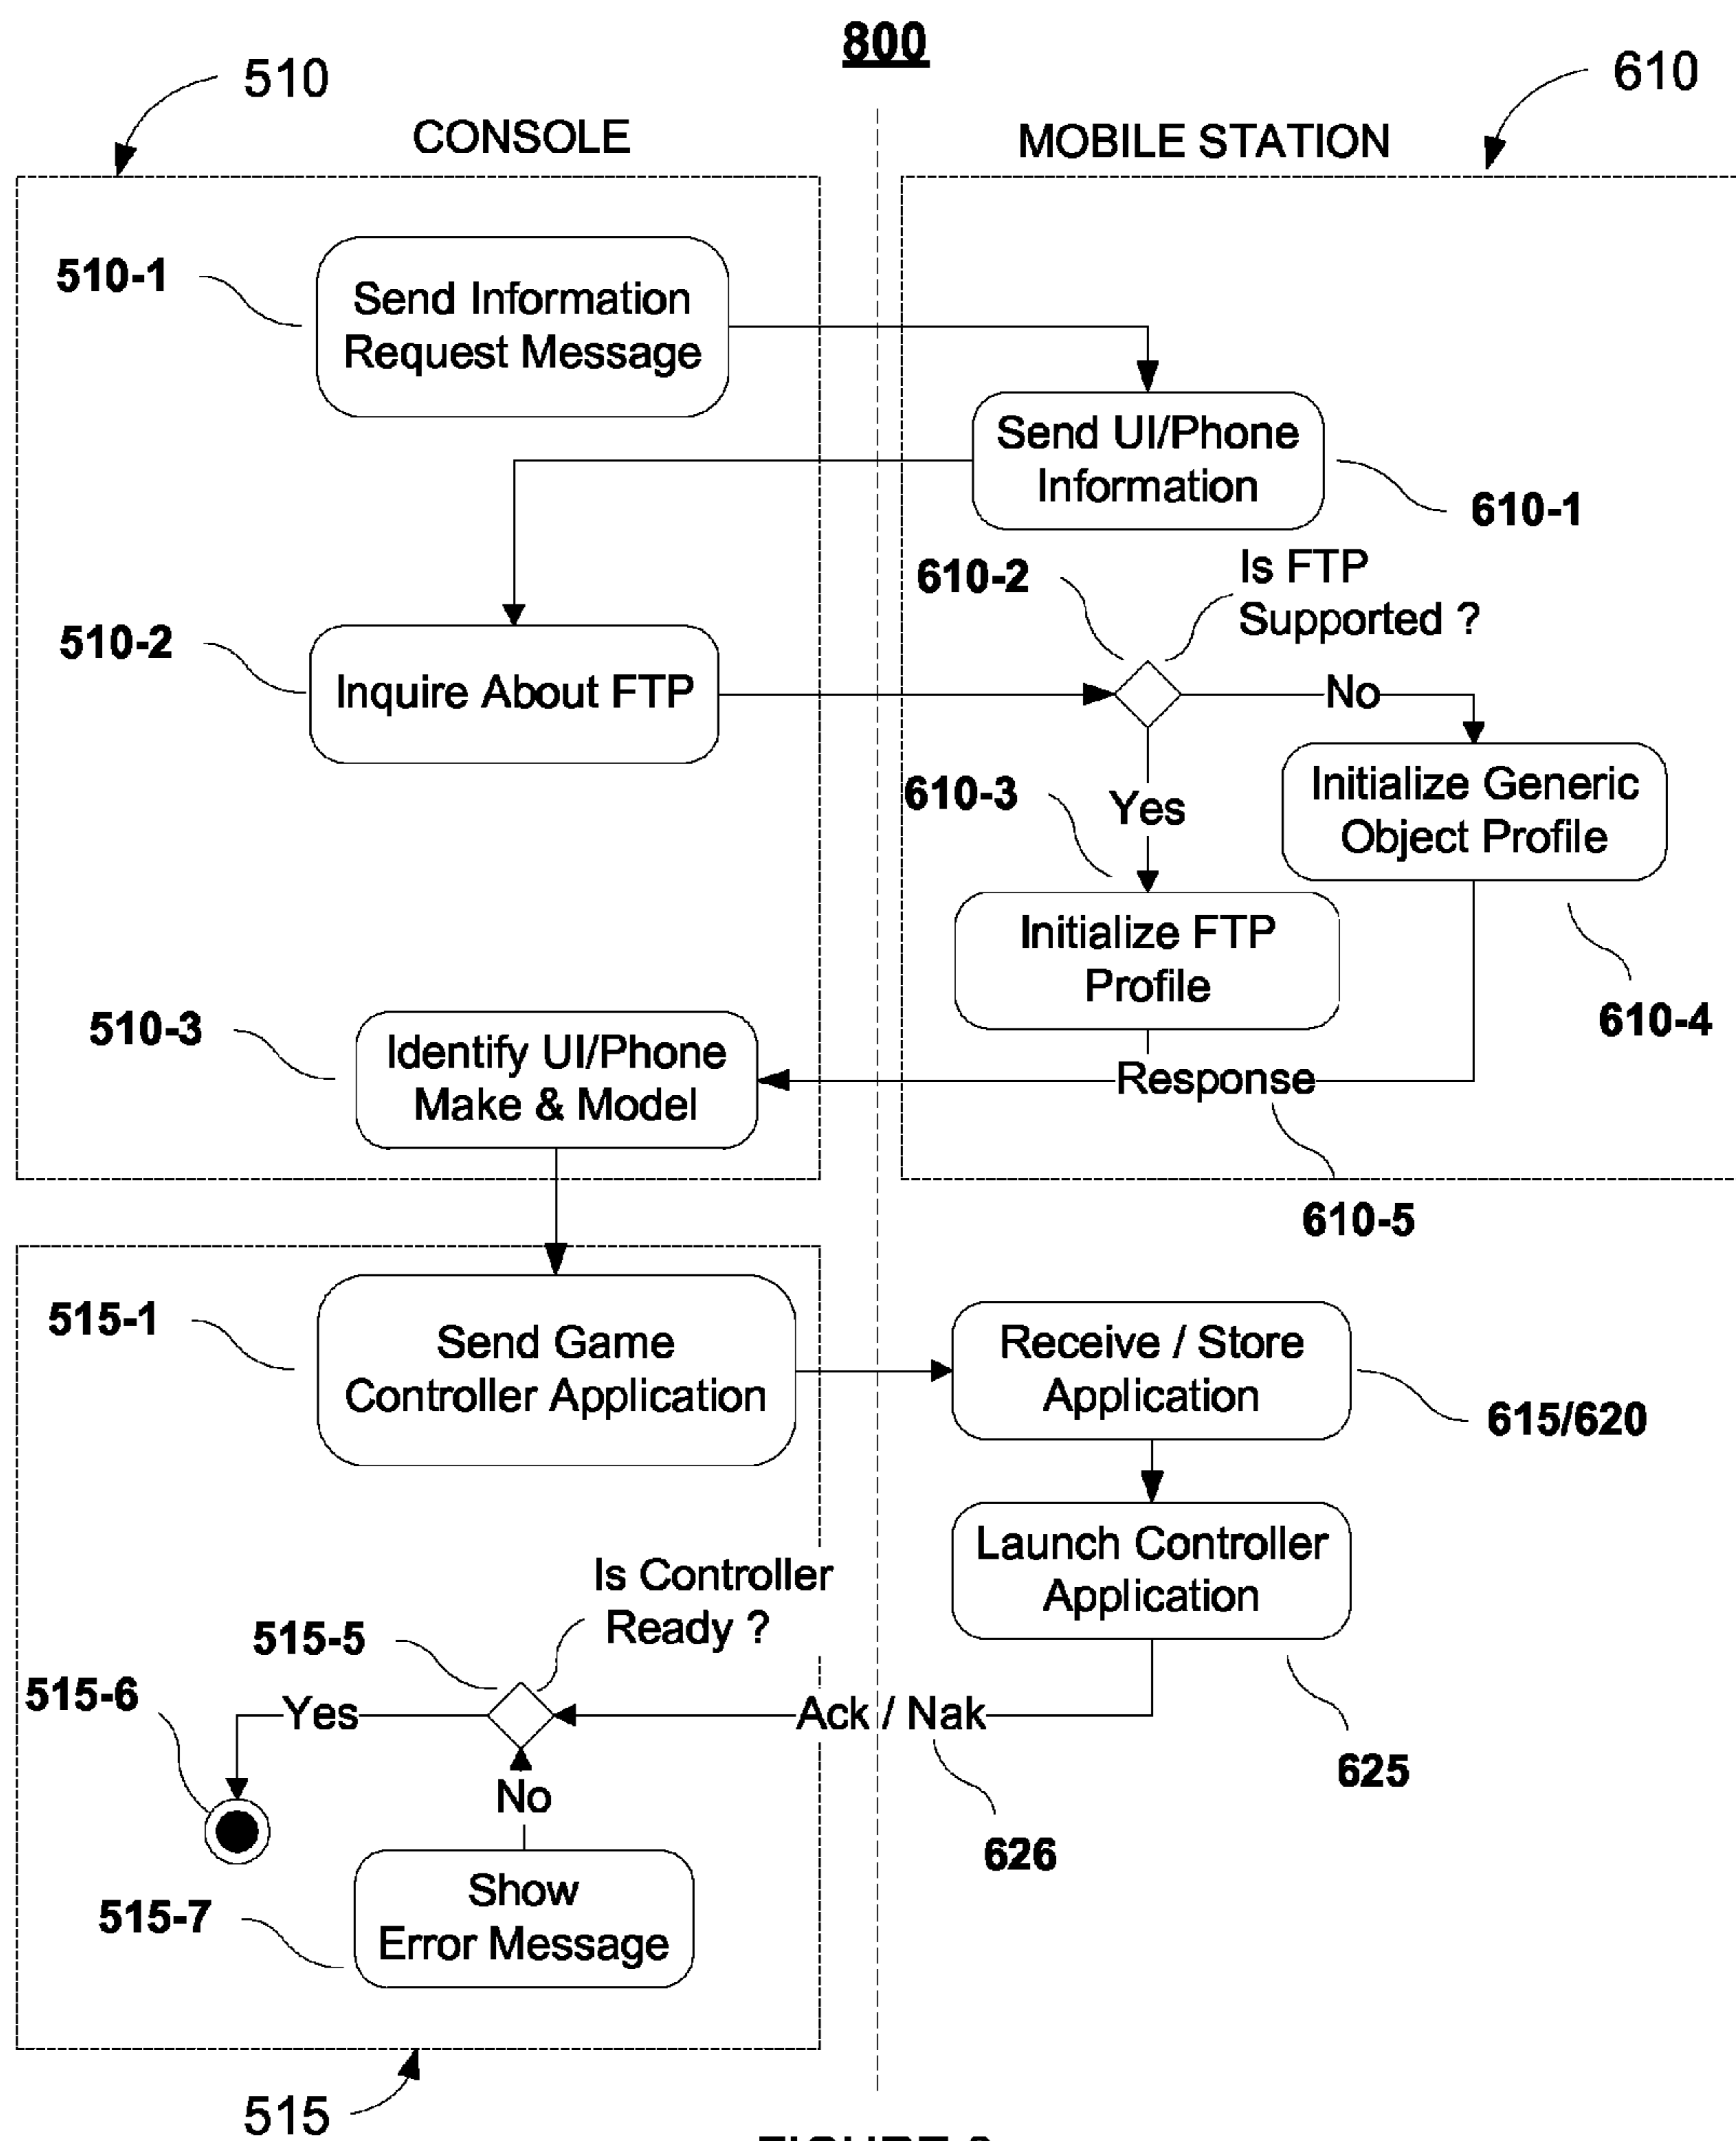 800
510
610
CONSOLE
MOBILE STATION
510-1
Send Information
Request Message
Send UI/Phone
Information
610-1
610-2
Is FTP
Supported ?
510-2
Inquire About FTP
No
610-3
Yes
Initialize Generic
Object Profile
Initialize FTP
Profile
610-4
510-3
Identify UI/Phone
Make & Model
Response
610-5
515-1
Send Game
Controller Application
Receive / Store
Application
615/620
Launch Controller
Application
Is Controller
Ready ?
515-5
515-6
Yes
Ack / Nak
625
No
626
515-7
Show
Error Message
515